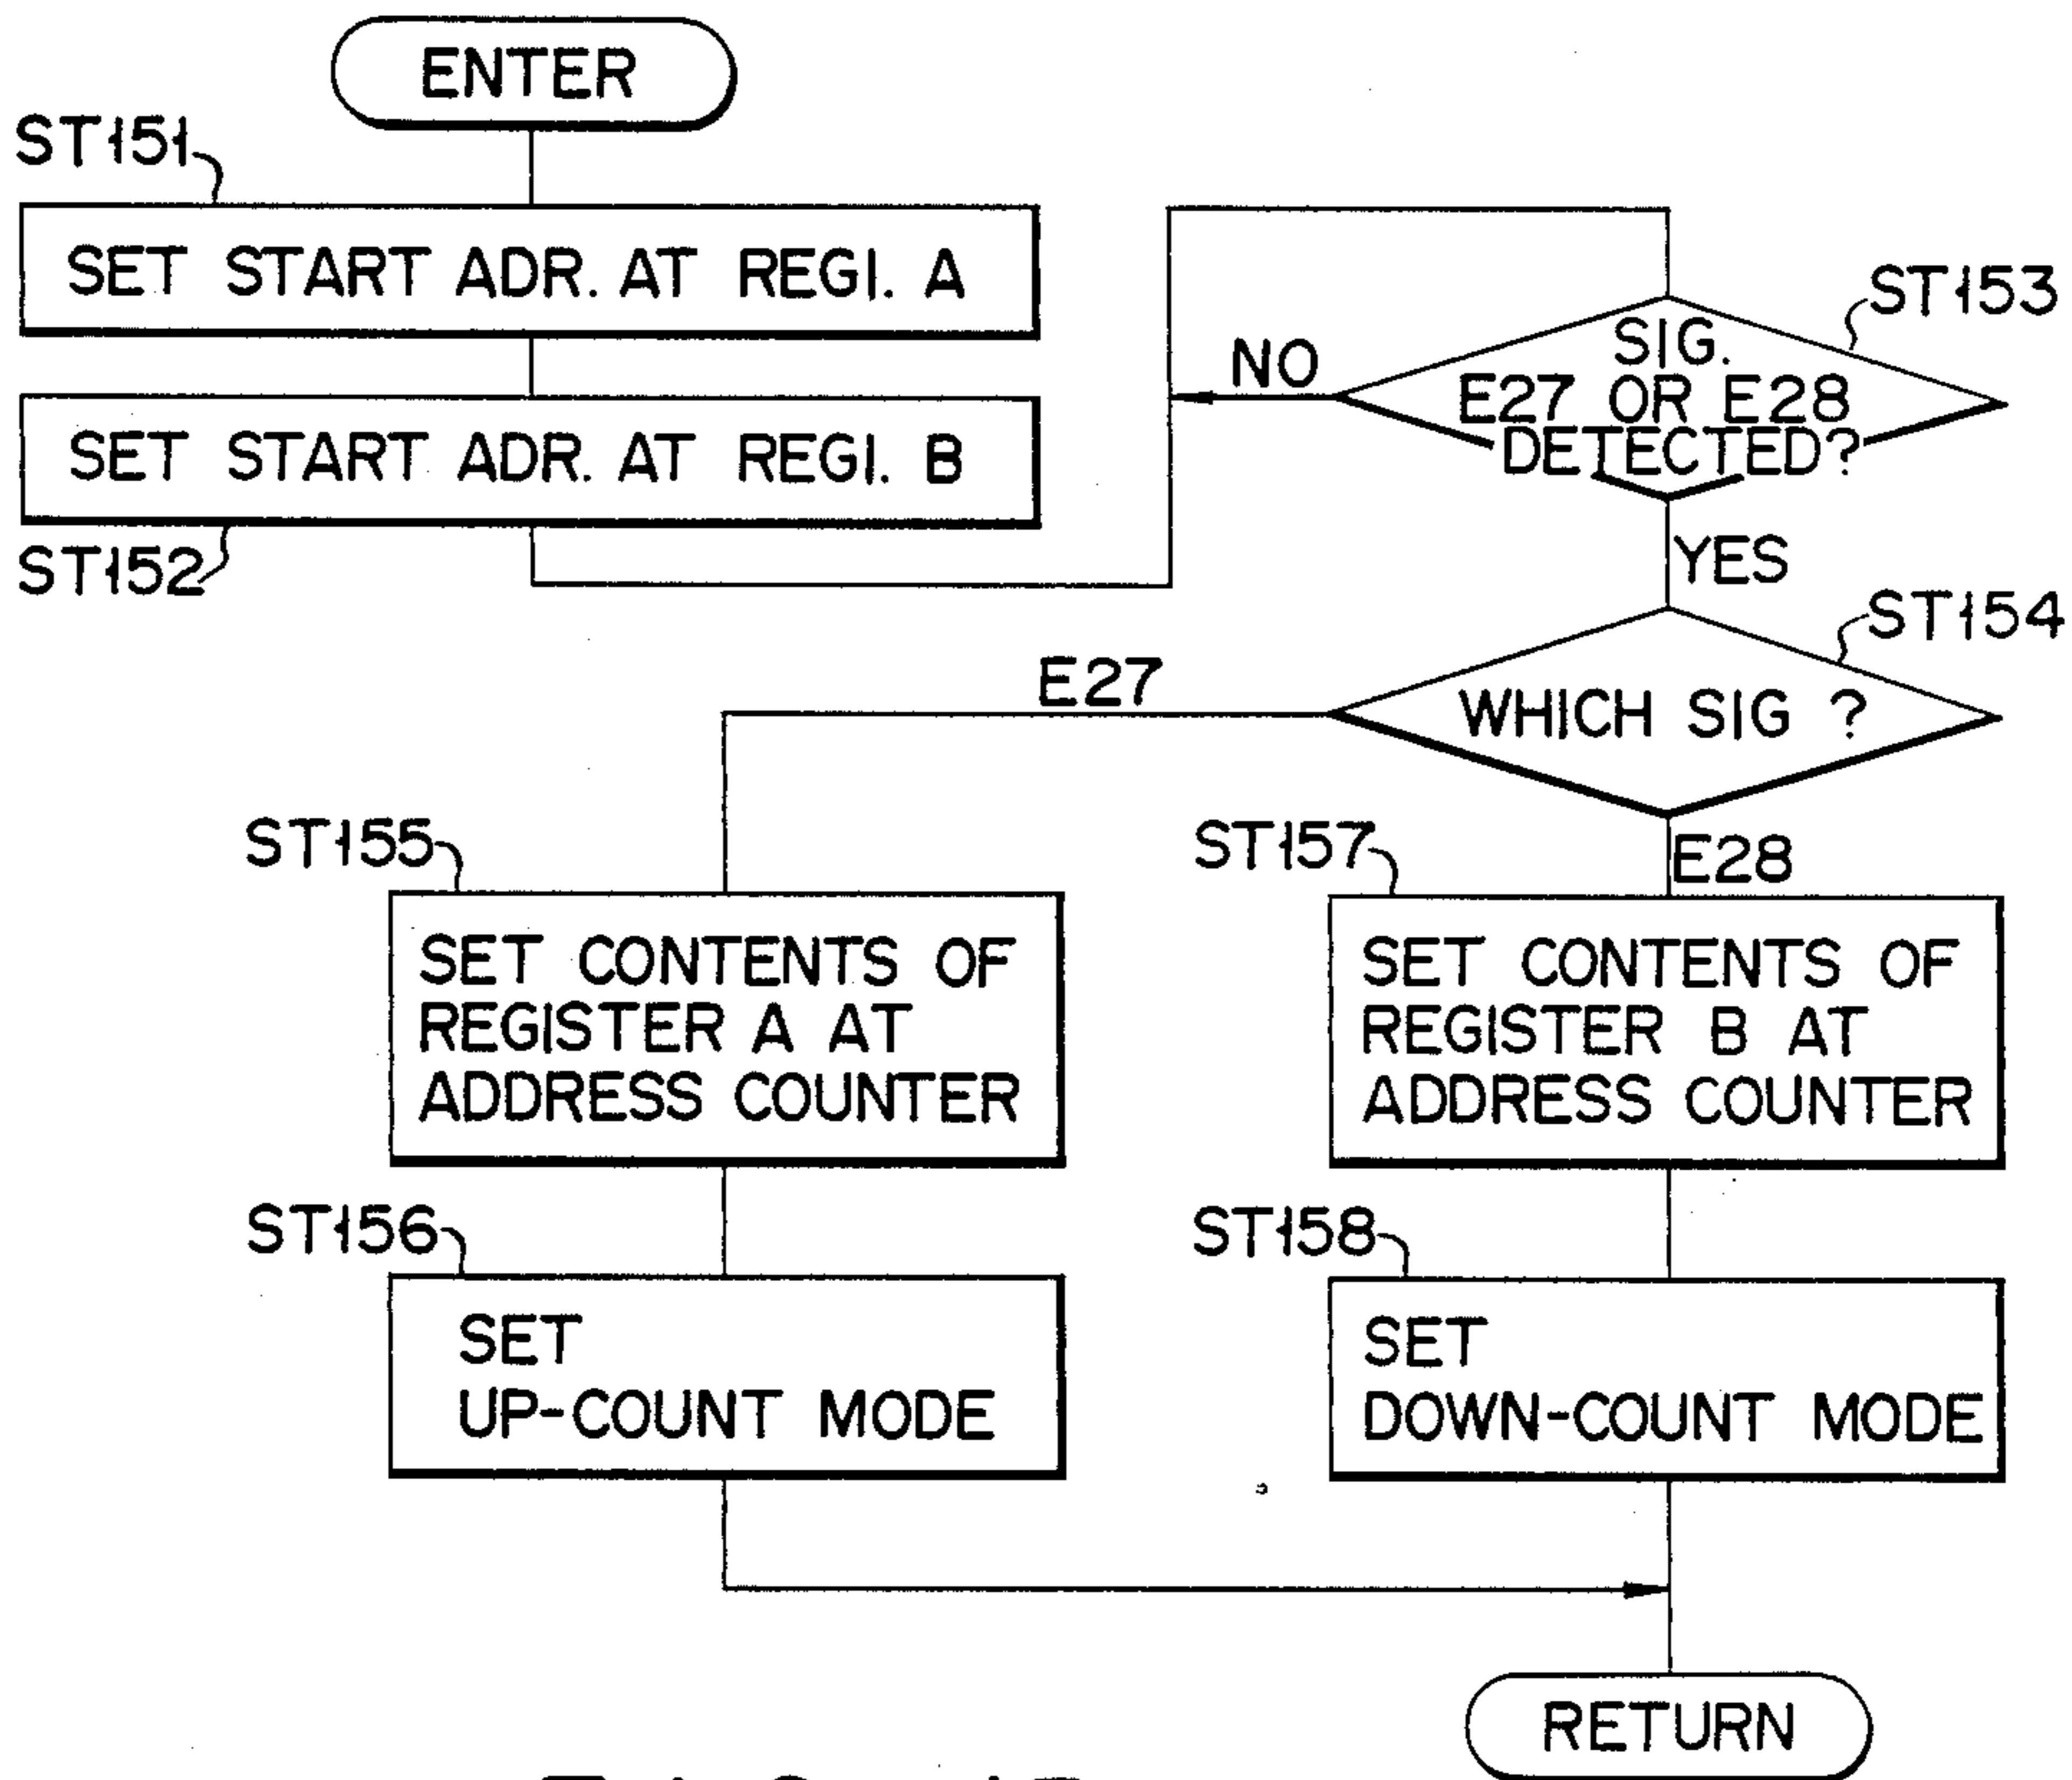 ENTER
ST151
SET START ADR. AT REGI. A
SET START ADR. AT REGI. B
ST152
ST153
SIG.
E27 OR E28
DETECTED?
NO
YES
ST154
WHICH SIG ?
E27
E28
ST155
SET CONTENTS OF
REGISTER A AT
ADDRESS COUNTER
ST156
SET
UP-COUNT MODE
ST157
SET CONTENTS OF
REGISTER B AT
ADDRESS COUNTER
ST158
SET
DOWN-COUNT MODE
RETURN